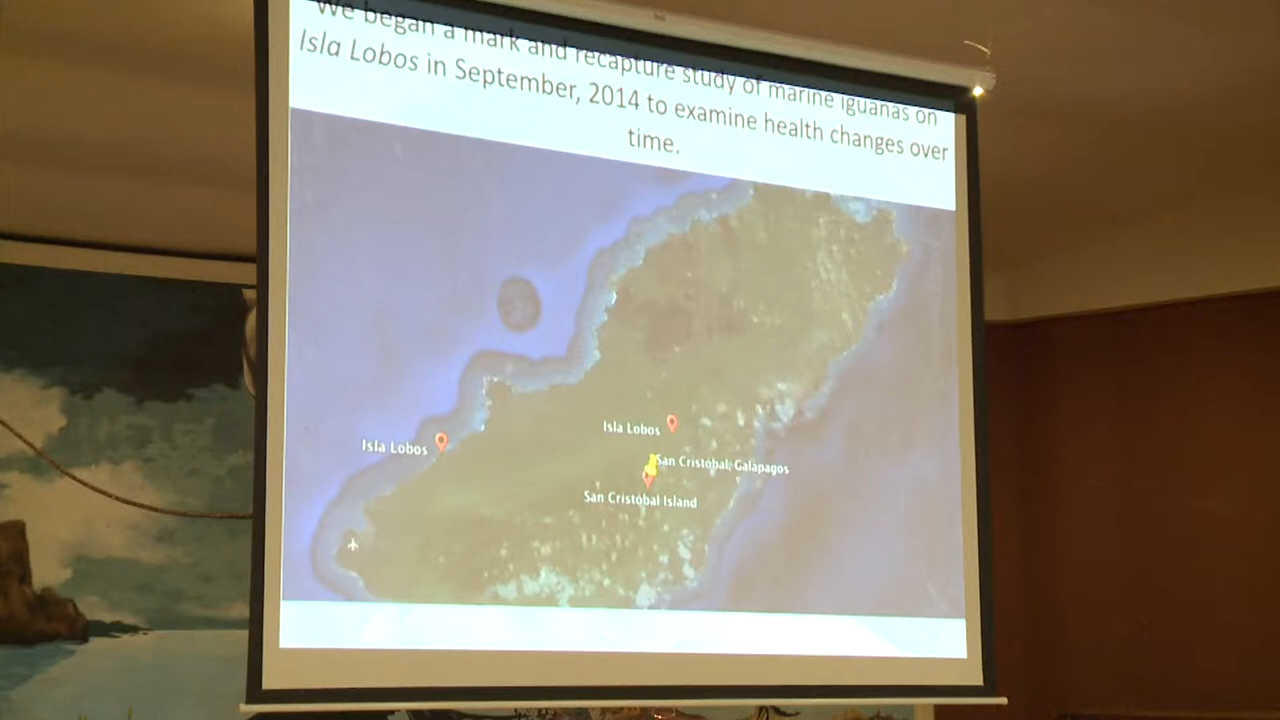 We began a mark and recapture study of marine iguanas on
Isla Lobos in September, 2014 to examine health changes over
time.
Isla Lobos
Isla Lobos
San Cristobal, Galapagos
San Cristobal Island